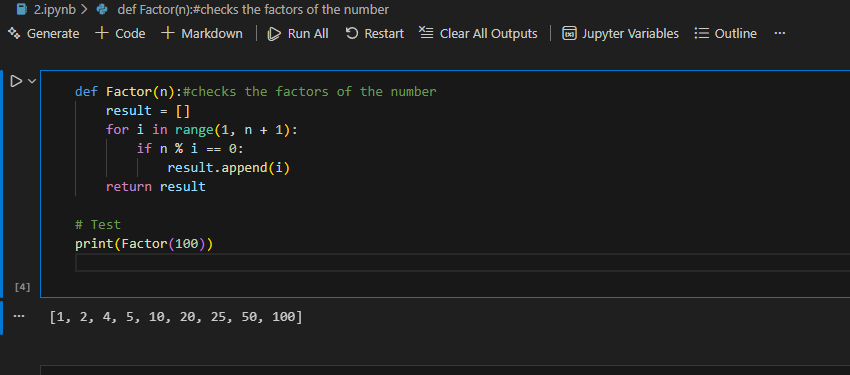 2.ipynb > def Factor(n):#checks the factors of the number
Generate + Code + Markdown | Run All Restart Clear All Outputs | Jupyter Variables Outline ...
def Factor(n):#checks the factors of the number
    result = []
    for i in range(1, n + 1):
        if n % i == 0:
            result.append(i)
    return result
# Test
print(Factor(100))
[4]
... [1, 2, 4, 5, 10, 20, 25, 50, 100]